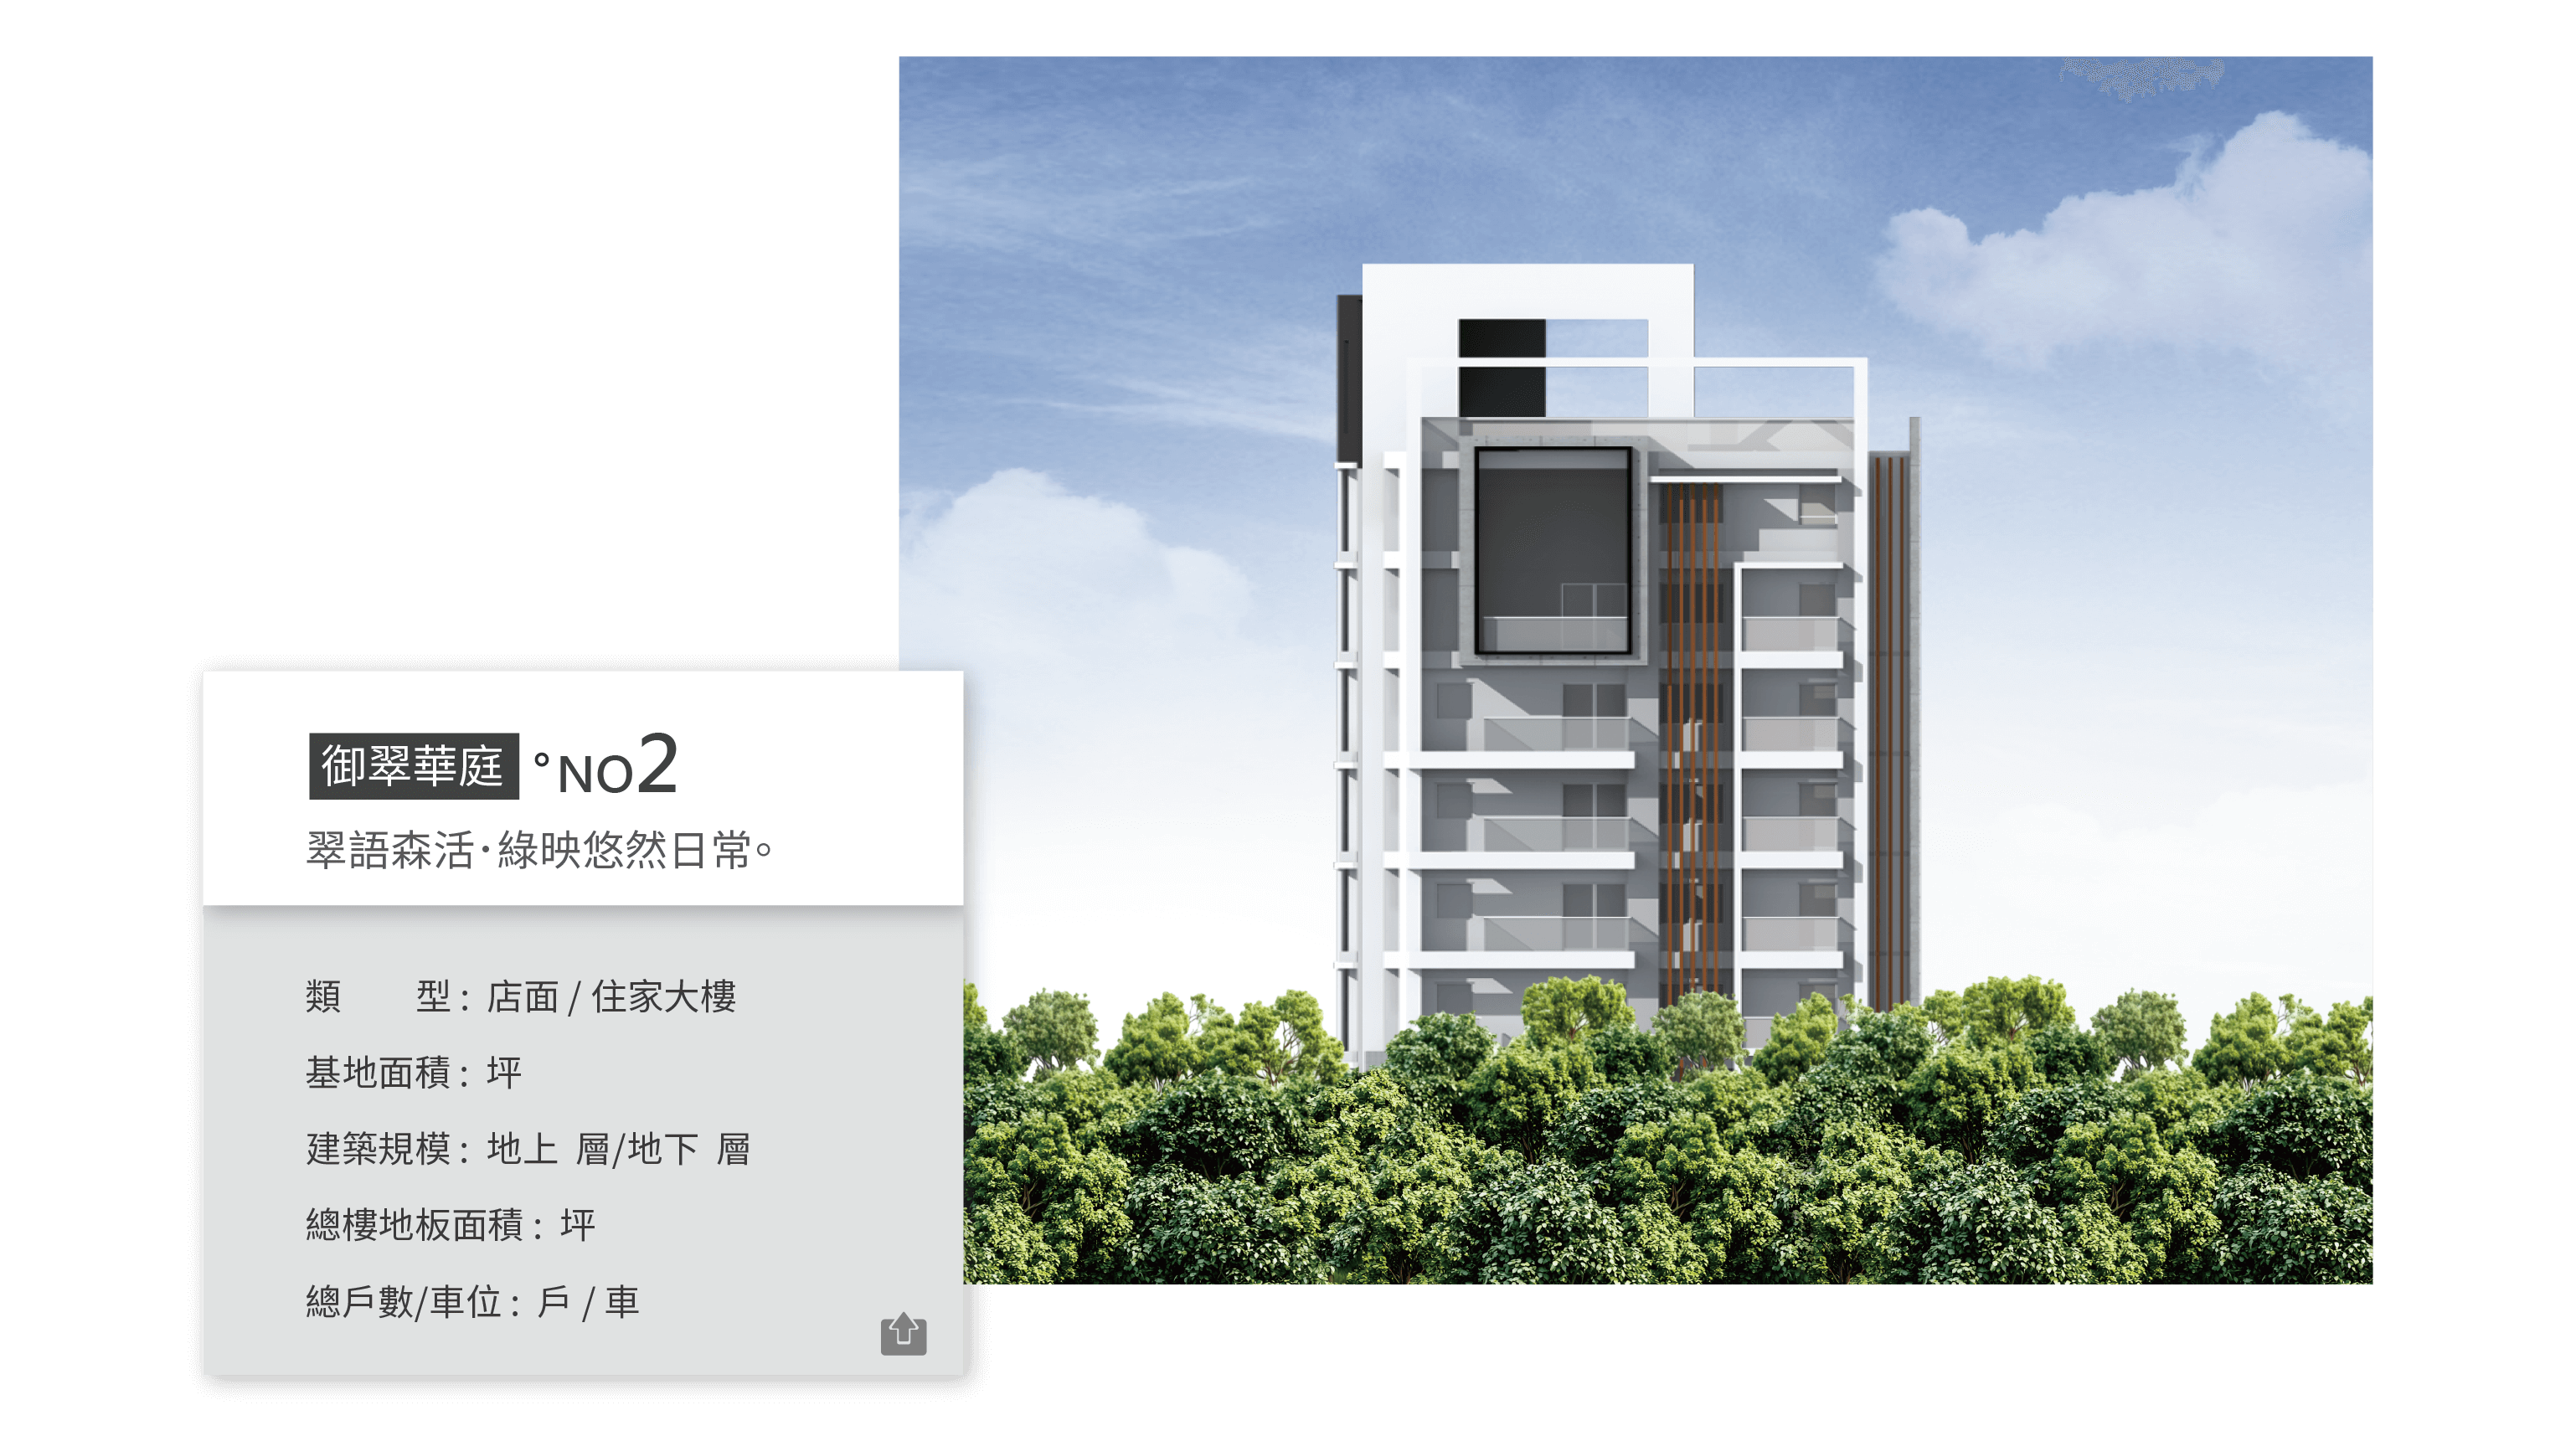 御翠華庭 °NO2
翠語森活·綠映悠然日常。
類　　型 : 店面 / 住家大樓
基地面積 : 坪
建築規模 : 地上 層/地下 層
總樓地板面積 : 坪
總戶數/車位 : 戶 / 車